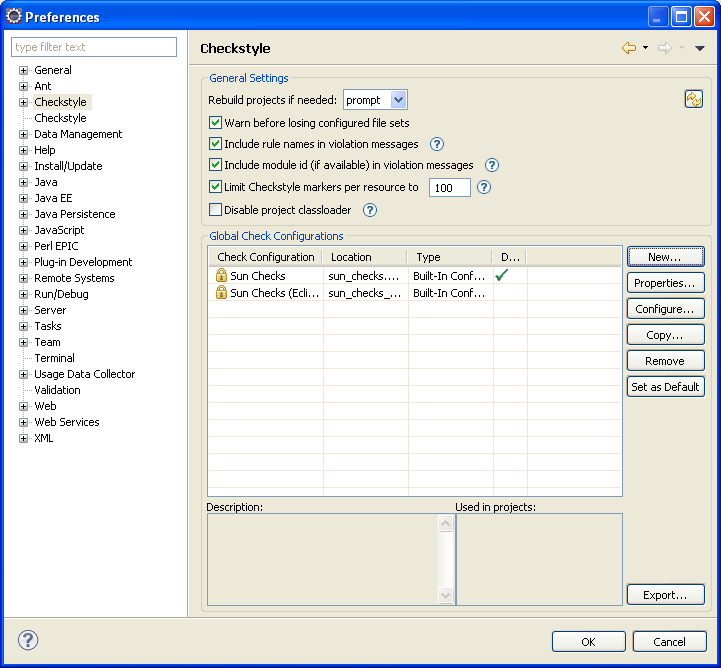 Preferences
type filter text
General
Ant
Checkstyle
Checkstyle
Data Management
Help
Install/Update
Java
Java EE
Java Persistence
JavaScript
Perl EPIC
Plug-in Development
Remote Systems
Run/Debug
Server
Tasks
Team
Terminal
Usage Data Collector
Validation
Web
Web Services
XML
Checkstyle
General Settings
Rebuild projects if needed: prompt
Warn before losing configured file sets
Include rule names in violation messages
Include module id (if available) in violation messages
Limit Checkstyle markers per resource to 100
Disable project classloader
Global Check Configurations
Check Configuration Location Type D...
Sun Checks sun_checks.... Built-In Conf...
Sun Checks (Ecli... sun_checks_... Built-In Conf...
New...
Properties...
Configure...
Copy...
Remove
Set as Default
Description: Used in projects:
Export...
OK Cancel